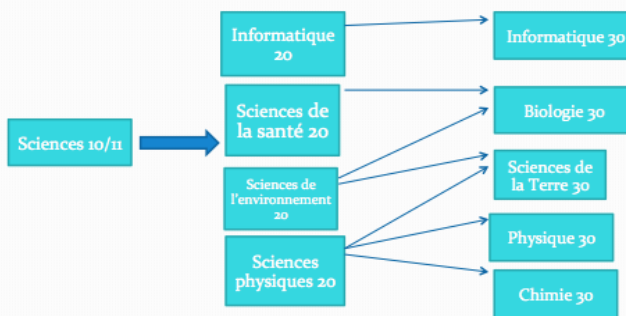 Informatique
20
Informatique 30
Sciences de
la santé 20
Biologie 30
Sciences 10/11
Sciences de
l'environnement
20
Sciences de
la Terre 30
Sciences
physiques 20
Physique 30
Chimie 30